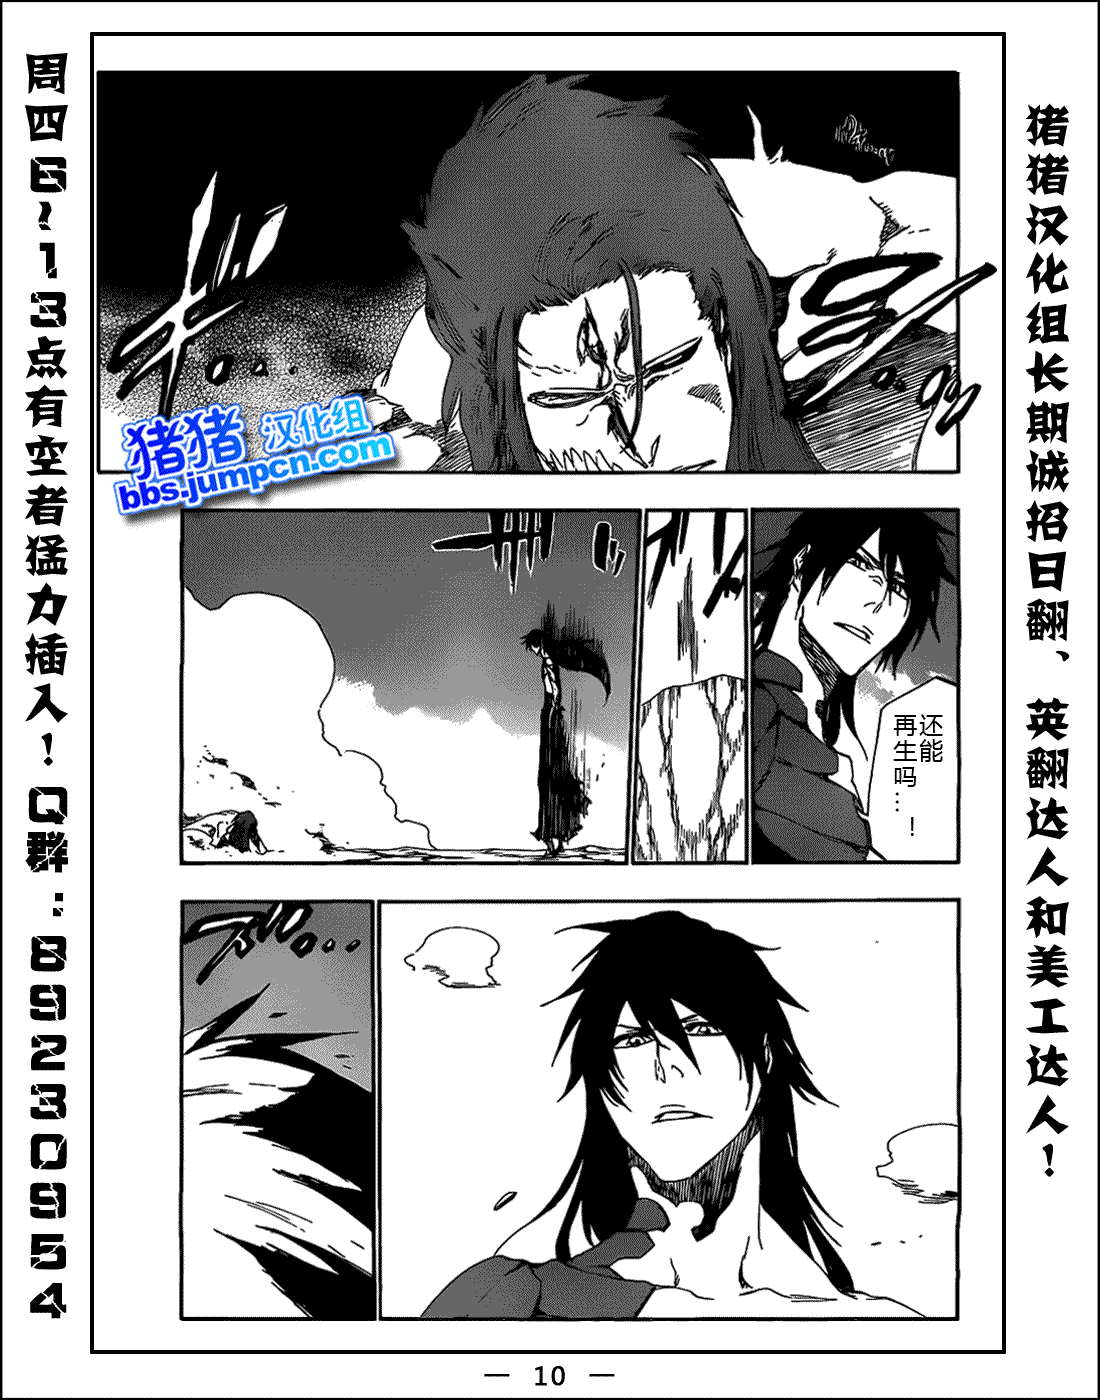 猪猪汉化组长期诚招日翻、英翻达人和美工达人！
周四6~13点有空者猛力插入！Q群：89230954
猪猪 汉化组
bbs.jumpcn.com
还能
再生吗…！
— 10 —